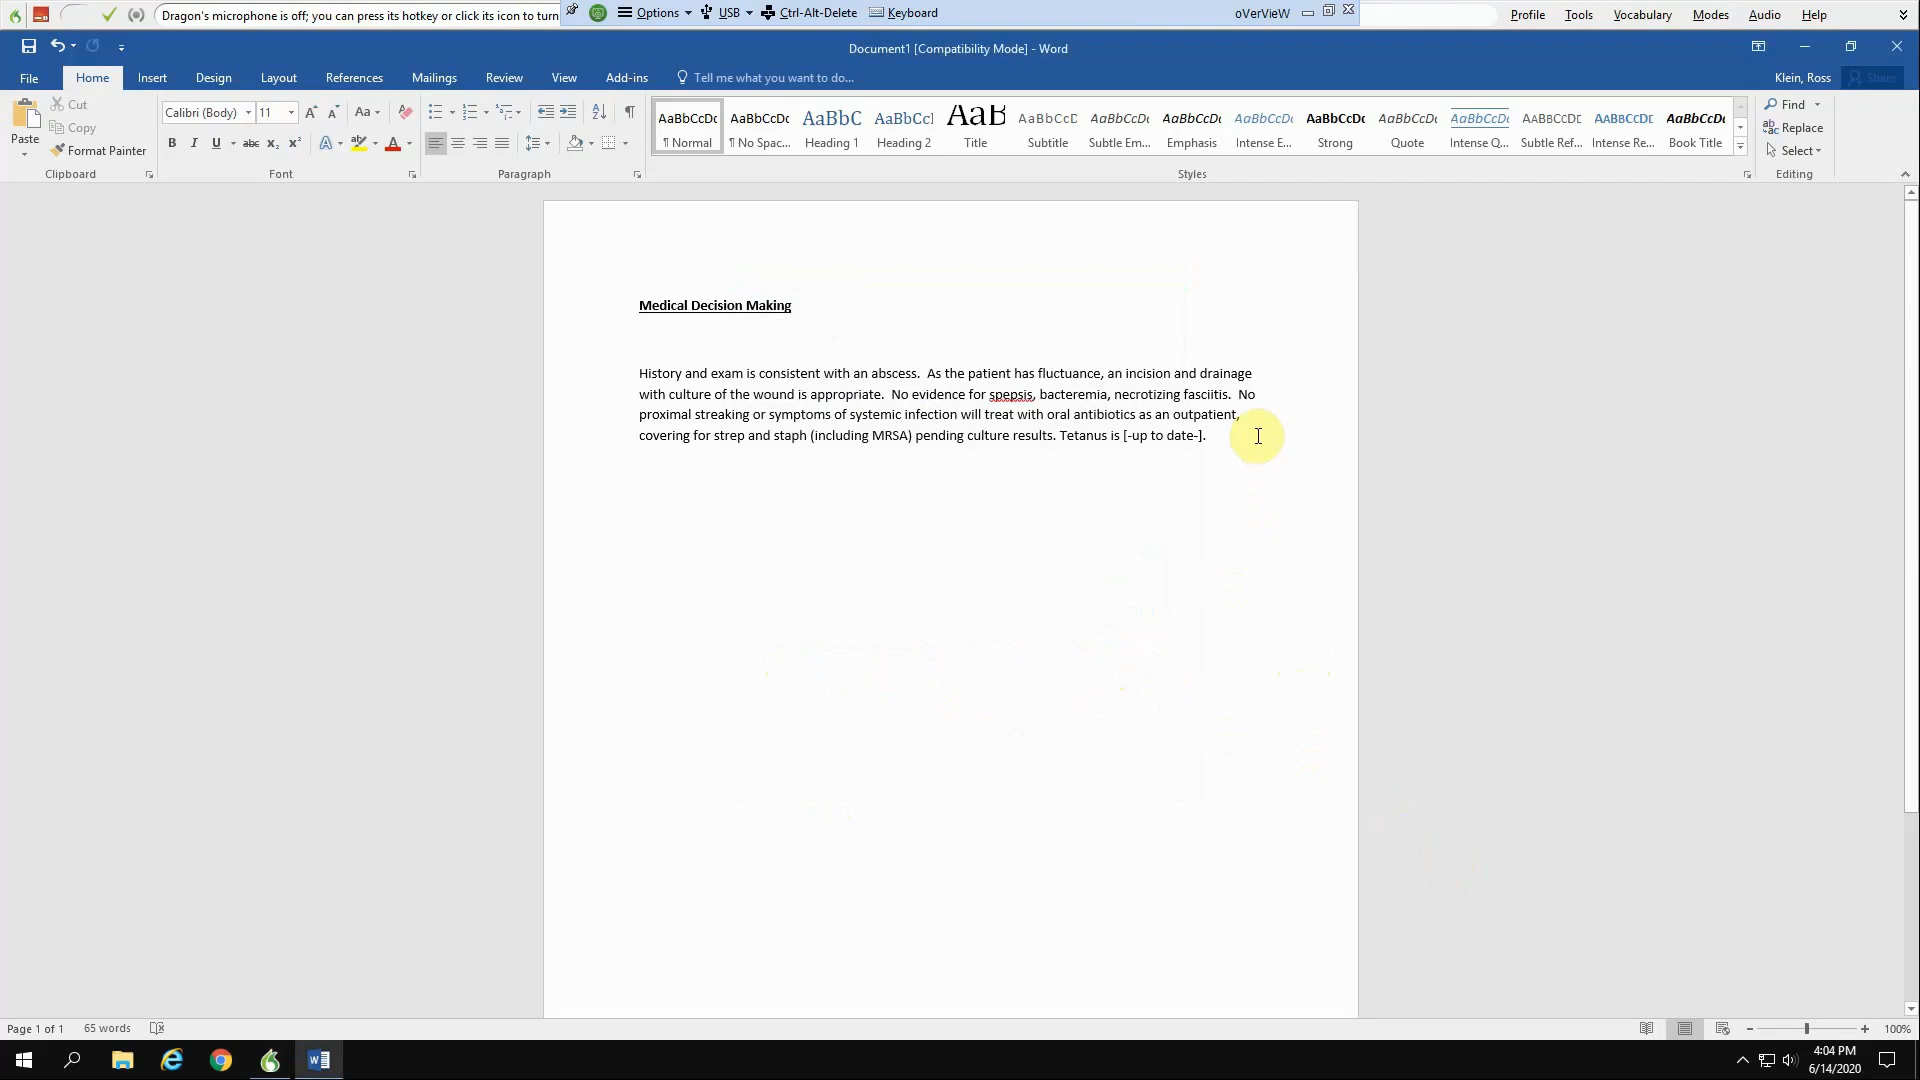 Dragon's microphone is off; you can press its hotkey or click its icon to turn
Options
USB
Ctrl-Alt-Delete
Keyboard
oVerVieW
Profile
Tools
Vocabulary
Modes
Audio
Help
Document1 [Compatibility Mode] - Word
File
Home
Insert
Design
Layout
References
Mailings
Review
View
Add-ins
Tell me what you want to do...
Klein, Ross
Share
Paste
Cut
Copy
Format Painter
Clipboard
Calibri (Body)
11
Aa
B I U abc x₂ x²
Font
Paragraph
AaBbCcDc
¶ Normal
AaBbCcDc
¶ No Spac...
AaBbC
Heading 1
AaBbCc
Heading 2
AaB
Title
AaBbCcD
Subtitle
AaBbCcDc
Subtle Em...
AaBbCcDc
Emphasis
AaBbCcDc
Intense E...
AaBbCcDc
Strong
AaBbCcDc
Quote
AaBbCcDc
Intense Q...
AABBCCDE
Subtle Ref...
AABBCCDE
Intense Re...
AaBbCcDc
Book Title
Styles
Find
Replace
Select
Editing
Medical Decision Making
History and exam is consistent with an abscess.  As the patient has fluctuance, an incision and drainage
with culture of the wound is appropriate.  No evidence for spepsis, bacteremia, necrotizing fasciitis.  No
proximal streaking or symptoms of systemic infection will treat with oral antibiotics as an outpatient,
covering for strep and staph (including MRSA) pending culture results. Tetanus is [-up to date-].
Page 1 of 1
65 words
100%
4:04 PM
6/14/2020